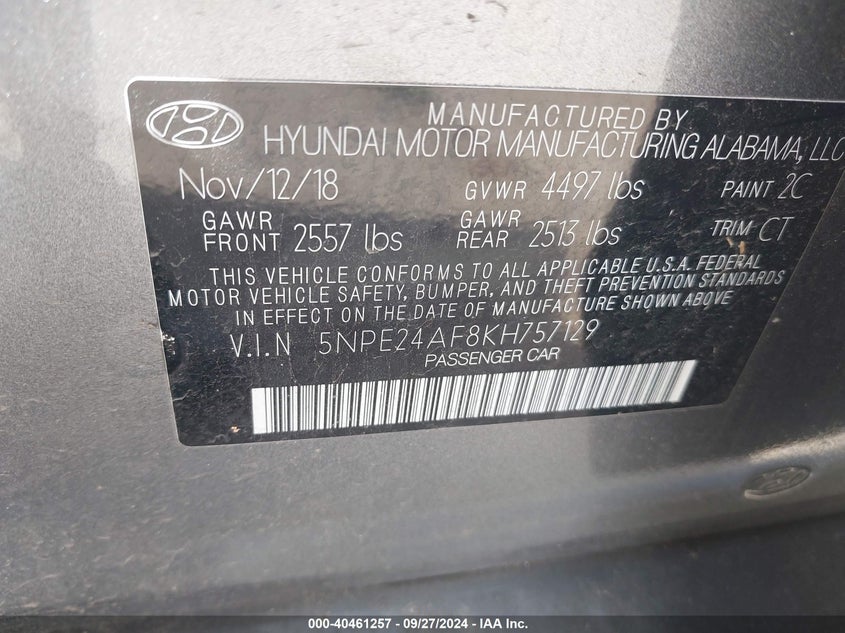 MANUFACTURED BY
HYUNDAI MOTOR MANUFACTURING ALABAMA, LLC
Nov/12/18 GVWR 4497 lbs PAINT 2C
GAWR FRONT 2557 lbs GAWR REAR 2513 lbs TRIM CT
THIS VEHICLE CONFORMS TO ALL APPLICABLE U.S.A. FEDERAL
MOTOR VEHICLE SAFETY, BUMPER, AND THEFT PREVENTION STANDARDS
IN EFFECT ON THE DATE OF MANUFACTURE SHOWN ABOVE
V.I.N 5NPE24AF8KH757129
PASSENGER CAR
000-40461257 - 09/27/2024 - IAA Inc.